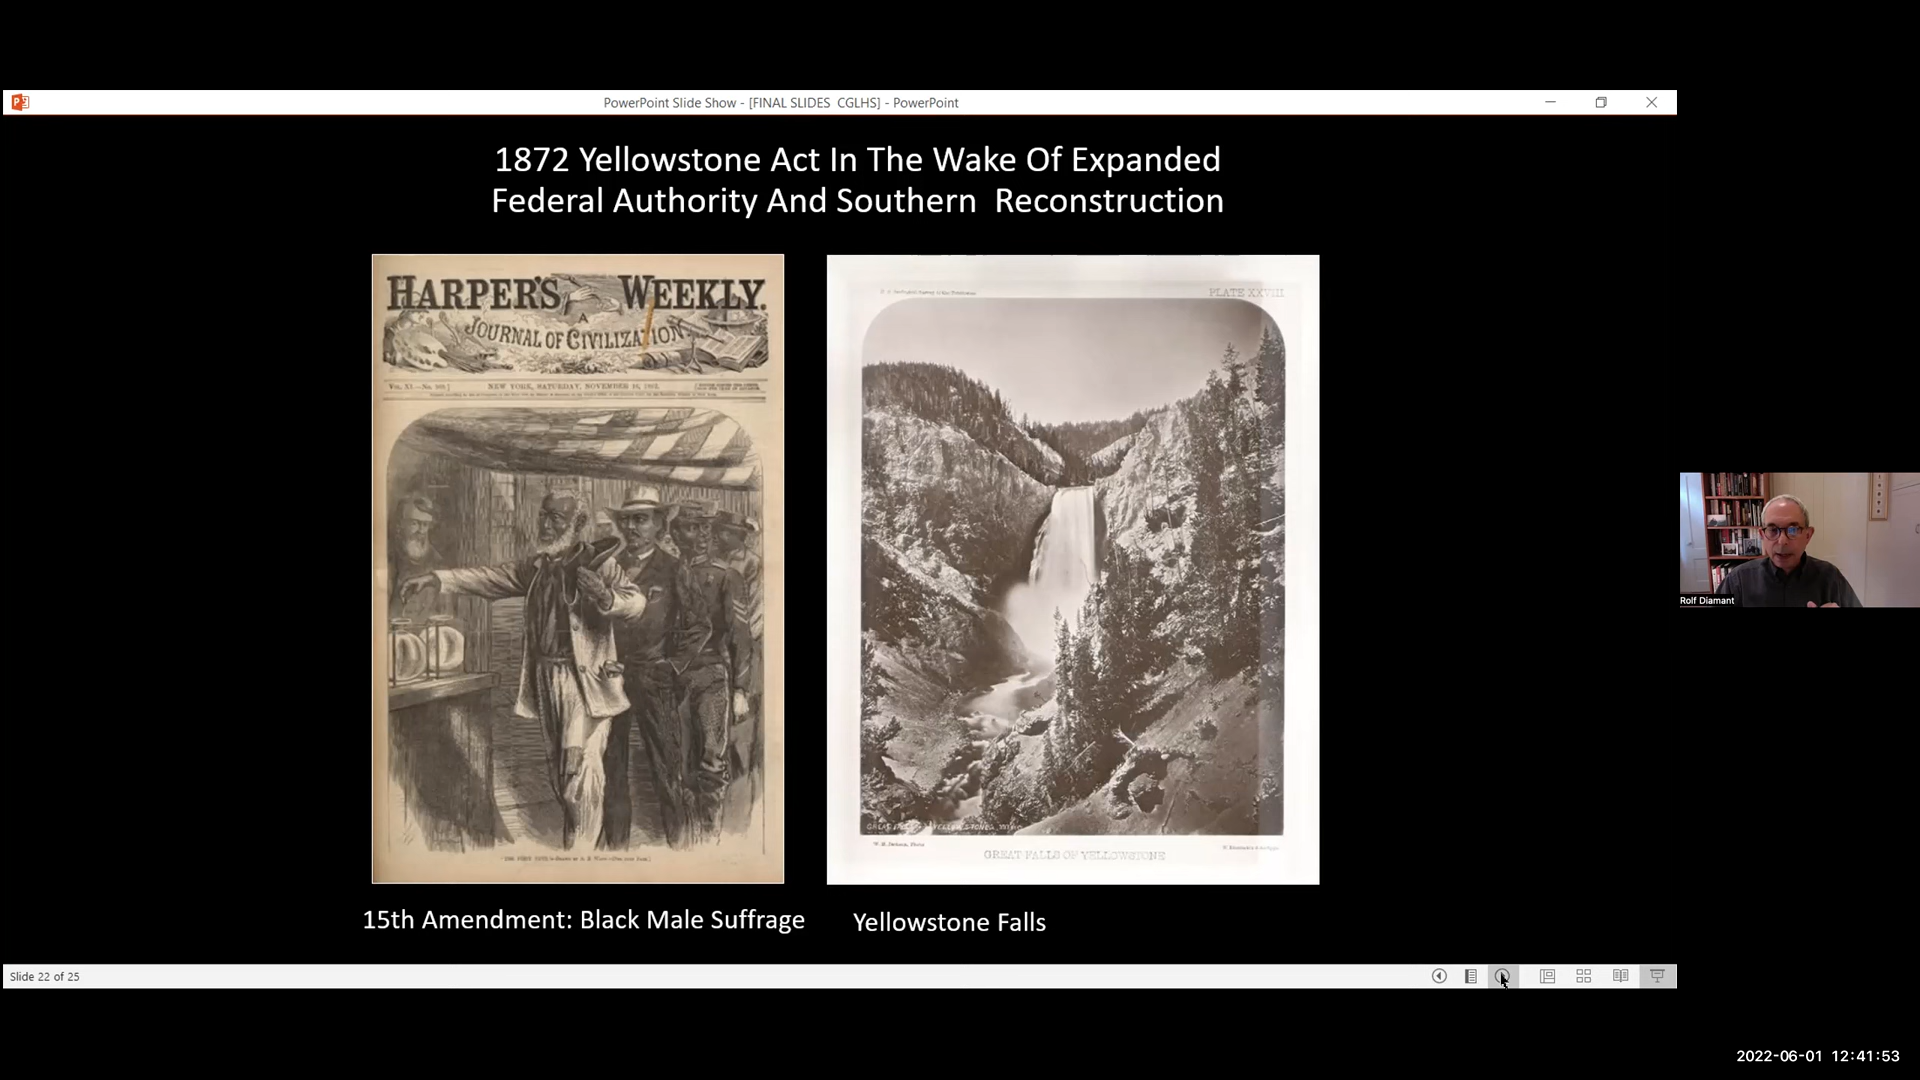 PowerPoint Slide Show - [FINAL SLIDES CGLHS] - PowerPoint
1872 Yellowstone Act In The Wake Of Expanded
Federal Authority And Southern Reconstruction
HARPER'S WEEKLY.
A
JOURNAL OF CIVILIZATION
NEW YORK, SATURDAY, NOVEMBER 16, 1867.
PLATE XXVIII
W. H. Jackson, Photo
GREAT FALLS OF YELLOWSTONE
15th Amendment: Black Male Suffrage
Yellowstone Falls
Rolf Diamant
Slide 22 of 25
2022-06-01 12:41:53